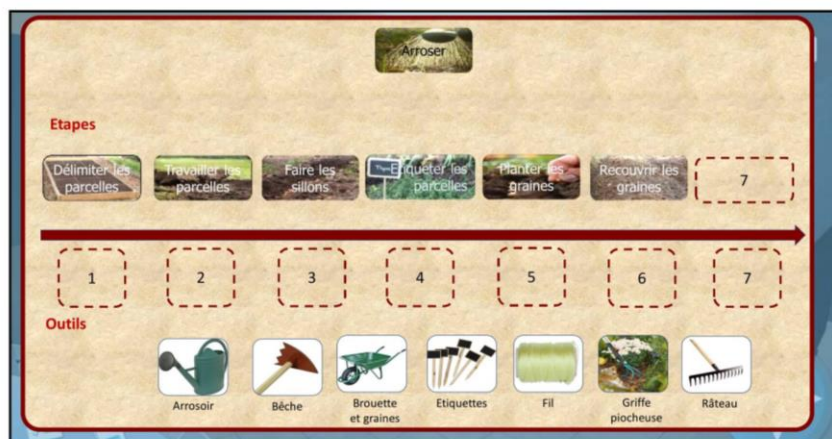 Arroser
Etapes
Délimiter les
parcelles
Travailler les
parcelles
Faire les
sillons
Etiqueter les
parcelles
Planter les
graines
Recouvrir les
graines
7
1
2
3
4
5
6
7
Outils
Arrosoir
Bêche
Brouette
et graines
Etiquettes
Fil
Griffe
piocheuse
Râteau